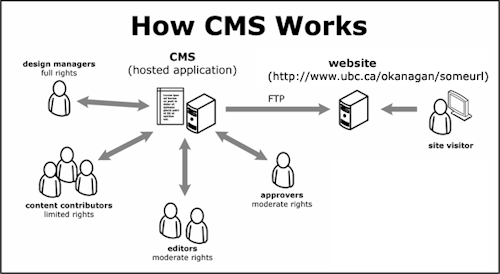 How CMS Works
design managers
full rights
CMS
(hosted application)
website
(http://www.ubc.ca/okanagan/someurl)
FTP
site visitor
content contributors
limited rights
approvers
moderate rights
editors
moderate rights